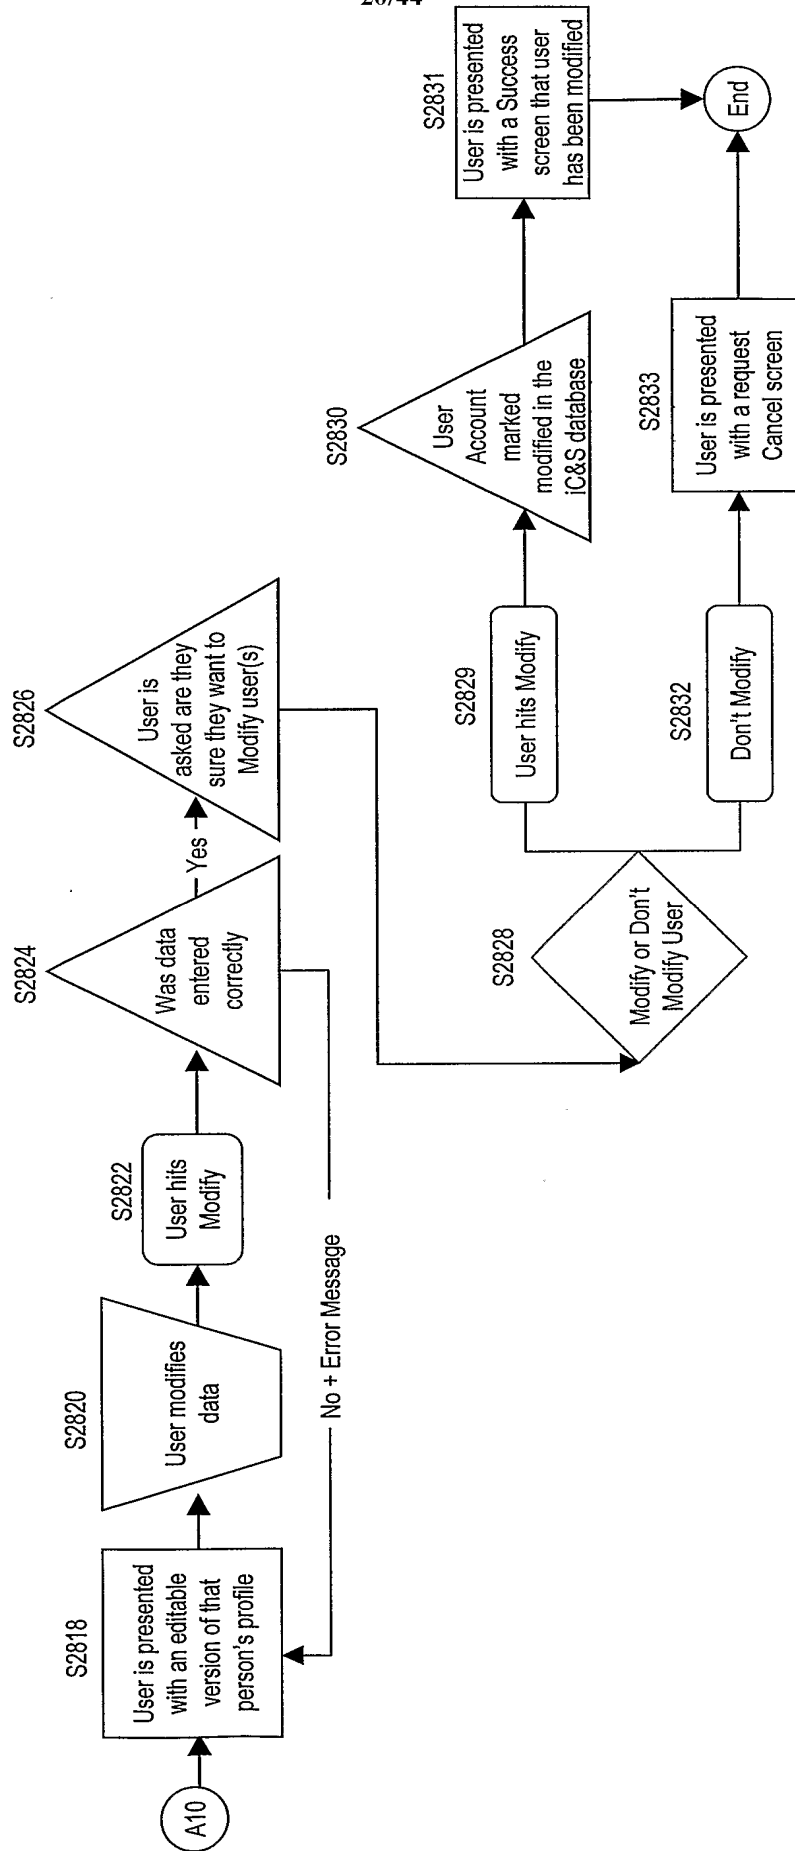 26/44
A10
S2818
User is presented
with an editable
version of that
person's profile
S2820
User modifies
data
S2822
User hits
Modify
S2824
Was data
entered
correctly
No + Error Message
Yes
S2826
User is
asked are they
sure they want to
Modify user(s)
S2828
Modify or Don't
Modify User
S2829
User hits Modify
S2830
User
Account
marked
modified in the
iC&S database
S2831
User is presented
with a Success
screen that user
has been modified
S2832
Don't Modify
S2833
User is presented
with a request
Cancel screen
End